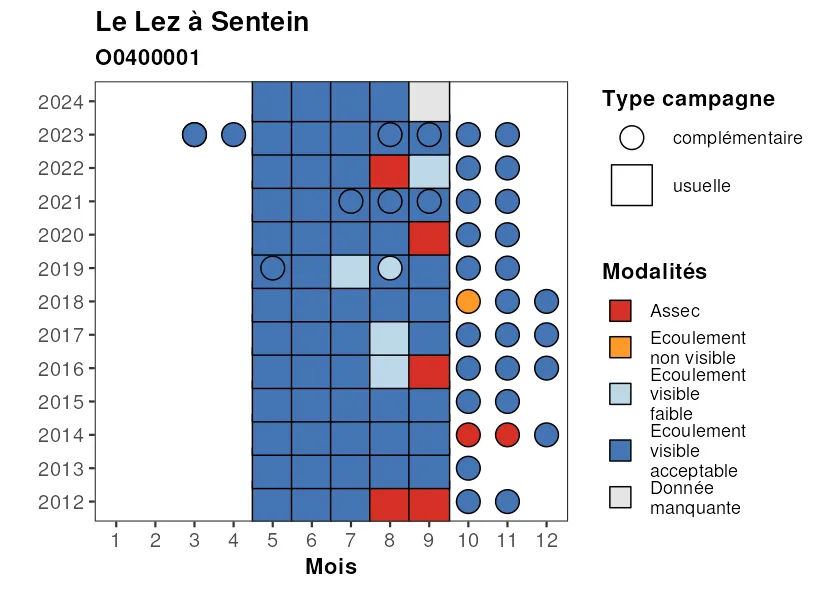 Le Lez à Sentein
O0400001
2024
2023
2022
2021
2020
2019
2018
2017
2016
2015
2014
2013
2012
1 2 3 4 5 6 7 8 9 10 11 12
Mois
Type campagne
complémentaire
usuelle
Modalités
Assec
Ecoulement
non visible
Ecoulement
visible
faible
Ecoulement
visible
acceptable
Donnée
manquante